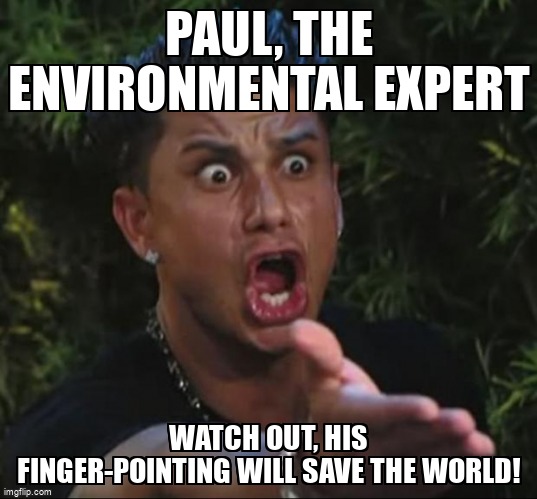 PAUL, THE
ENVIRONMENTAL EXPERT
WATCH OUT, HIS
FINGER-POINTING WILL SAVE THE WORLD!
imgflip.com